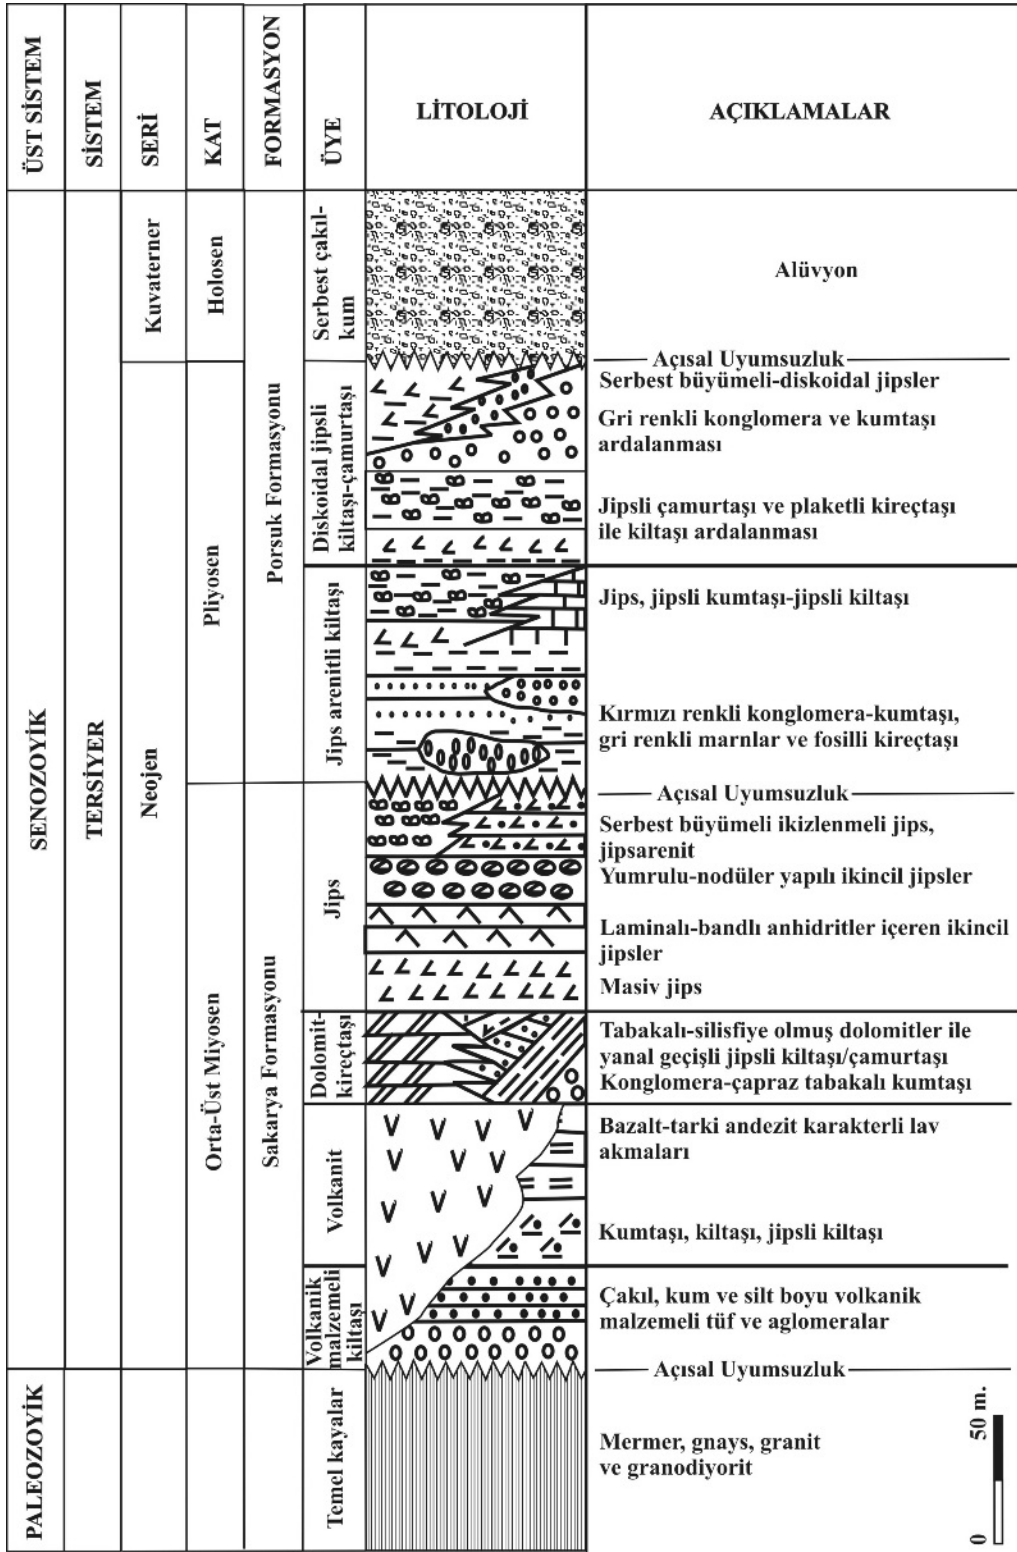 ÜST SİSTEM
SİSTEM
SERİ
KAT
FORMASYON
ÜYE
LİTOLOJİ
AÇIKLAMALAR
SENOZOYİK
TERSİYER
Kuvaterner
Holosen
Porsuk Formasyonu
Serbest çakıl-
kum
Alüvyon
Açısal Uyumsuzluk
Neojen
Pliyosen
Diskoidal jipsli
kiltaşı-çamurtaşı
Serbest büyümeli-diskoidal jipsler
Gri renkli konglomera ve kumtaşı
ardalanması
Jipsli çamurtaşı ve plaketli kireçtaşı
ile kiltaşı ardalanması
Jips arenitli kiltaşı
Jips, jipsli kumtaşı-jipsli kiltaşı
Kırmızı renkli konglomera-kumtaşı,
gri renkli marnlar ve fosilli kireçtaşı
Açısal Uyumsuzluk
Orta-Üst Miyosen
Sakarya Formasyonu
Jips
Serbest büyümeli ikizlenmeli jips,
jipsarenit
Yumrulu-nodüler yapılı ikincil jipsler
Laminalı-bandlı anhidritler içeren ikincil
jipsler
Masiv jips
Dolomit-
kireçtaşı
Tabakalı-silisfiye olmuş dolomitler ile
yanal geçişli jipsli kiltaşı/çamurtaşı
Konglomera-çapraz tabakalı kumtaşı
Volkanit
Bazalt-tarki andezit karakterli lav
akmaları
Kumtaşı, kiltaşı, jipsli kiltaşı
Volkanik
malzemeli
kiltaşı
Çakıl, kum ve silt boyu volkanik
malzemeli tüf ve aglomeralar
Açısal Uyumsuzluk
PALEOZOYİK
Temel kayalar
Mermer, gnays, granit
ve granodiyorit
0 50 m.